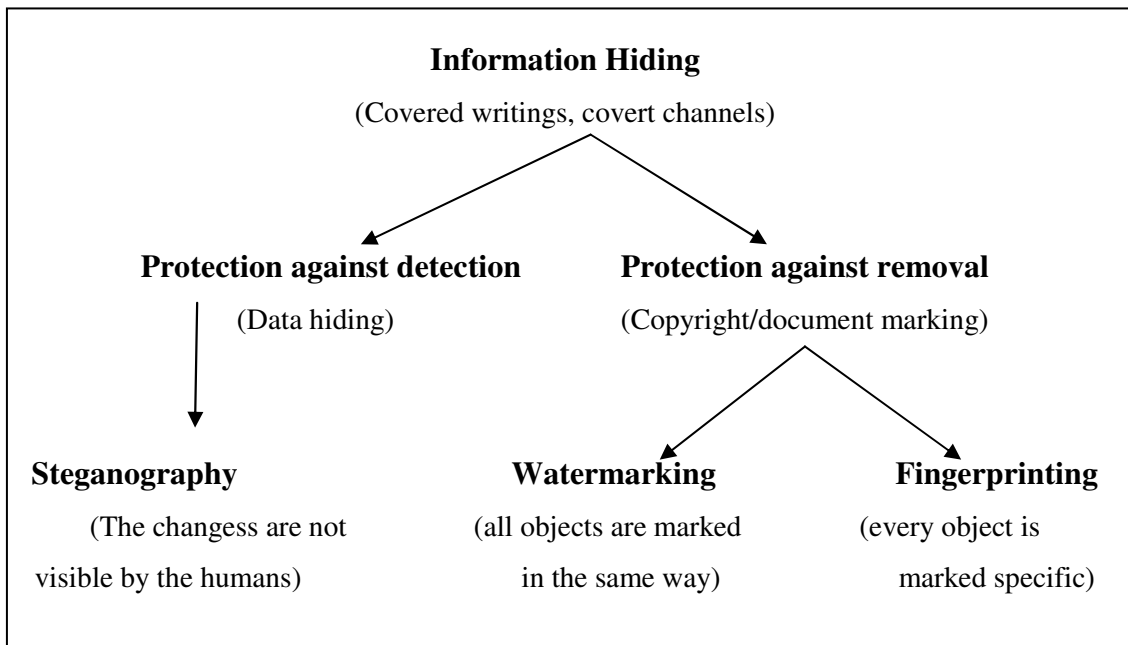 Information Hiding
(Covered writings, covert channels)
Protection against detection
(Data hiding)
Protection against removal
(Copyright/document marking)
Steganography
(The changess are not
visible by the humans)
Watermarking
(all objects are marked
in the same way)
Fingerprinting
(every object is
marked specific)